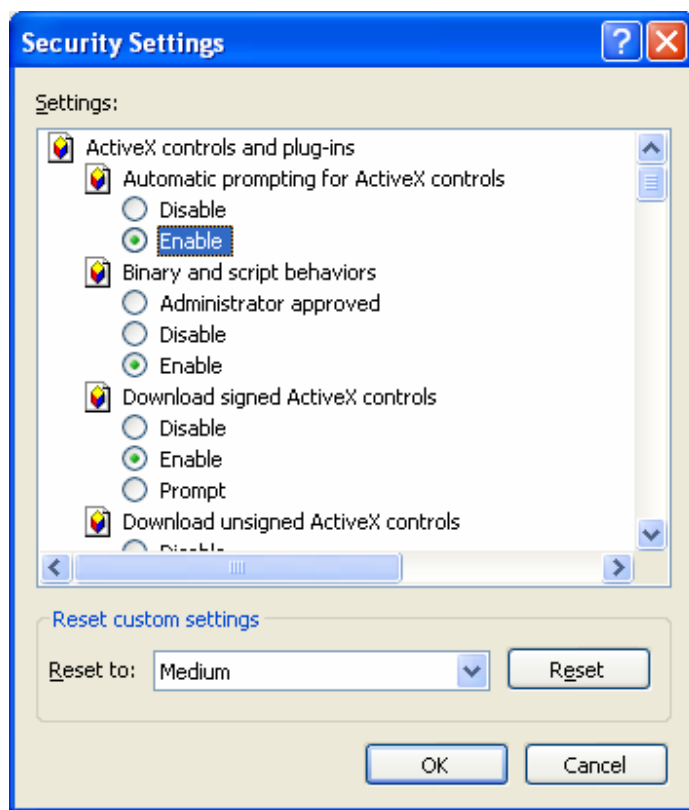 Security Settings
Settings:
ActiveX controls and plug-ins
Automatic prompting for ActiveX controls
Disable
Enable
Binary and script behaviors
Administrator approved
Disable
Enable
Download signed ActiveX controls
Disable
Enable
Prompt
Download unsigned ActiveX controls
Disable
Reset custom settings
Reset to: Medium Reset
OK Cancel